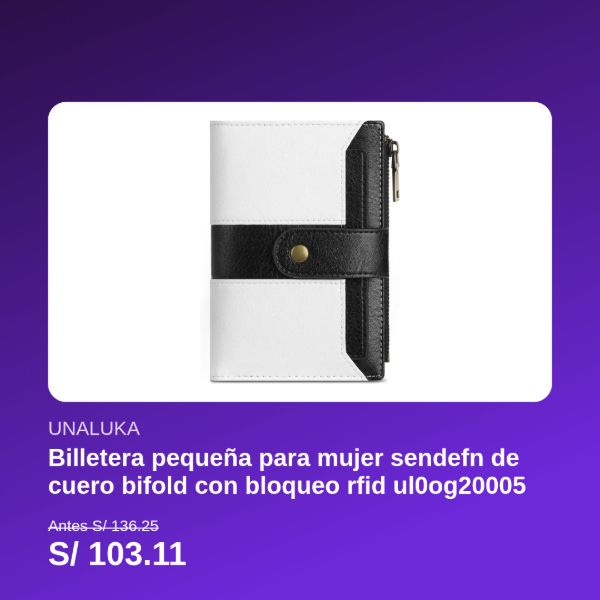 UNALUKA
Billetera pequeña para mujer sendefn de
cuero bifold con bloqueo rfid ul0og20005
Antes S/ 136.25
S/ 103.11